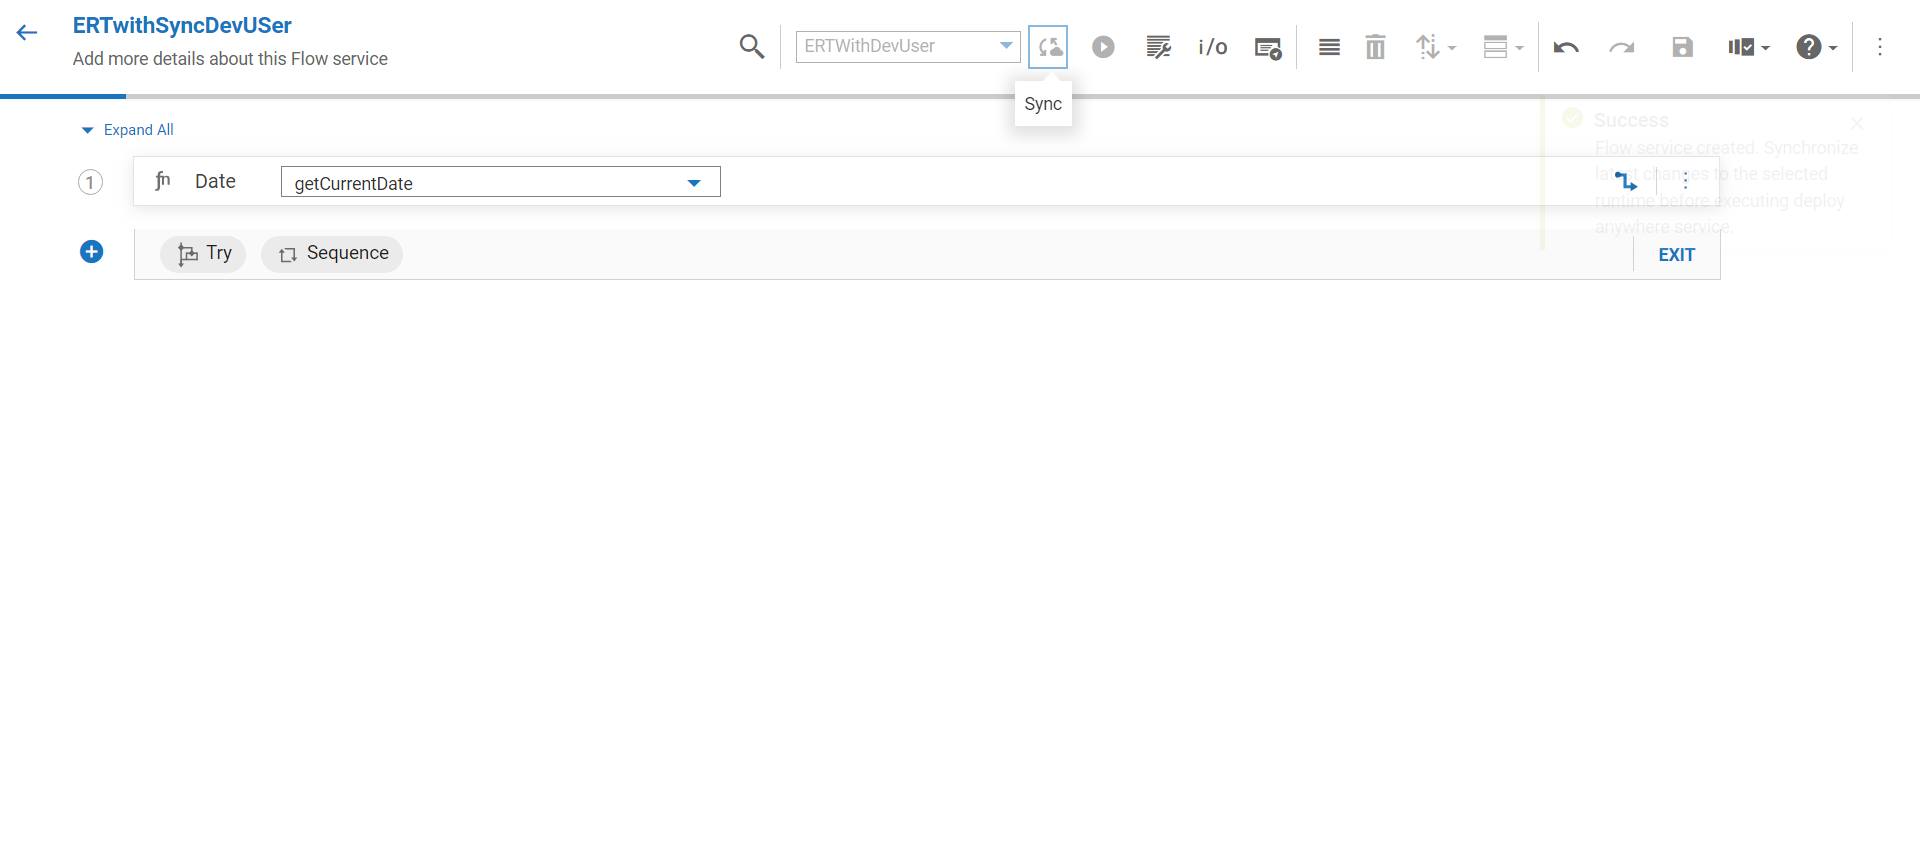 ERTwithSyncDevUSer
Add more details about this Flow service
ERTWithDevUser
i/o
Sync
Expand All
Success
Flow service created. Synchronize
latest changes to the selected
runtime before executing deploy
anywhere service.
1
fn
Date
getCurrentDate
Try
Sequence
EXIT